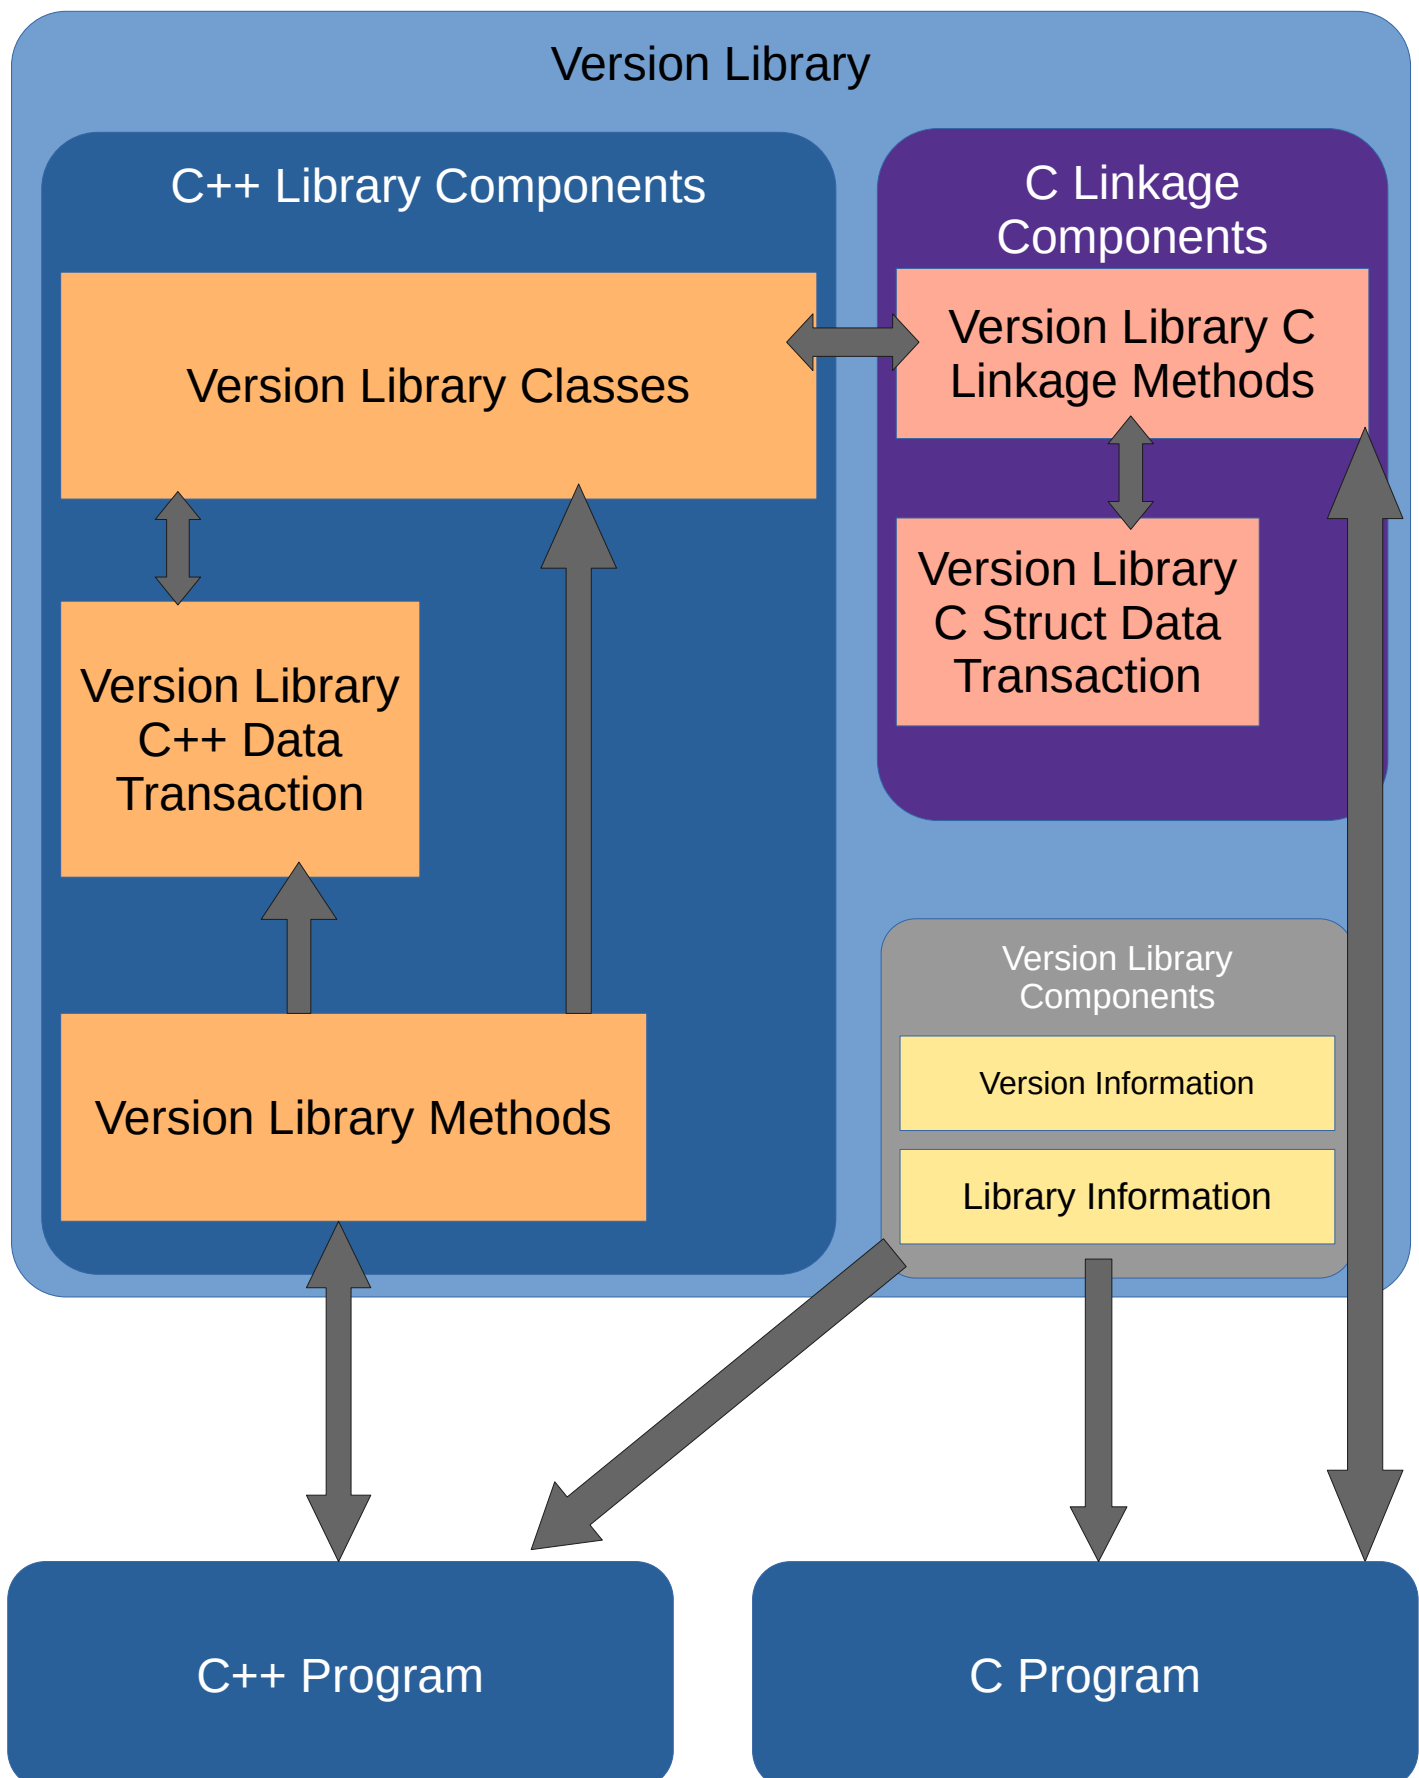 Version Library
C++ Library Components
Version Library Classes
Version Library
C++ Data
Transaction
Version Library Methods
C Linkage
Components
Version Library C
Linkage Methods
Version Library
C Struct Data
Transaction
Version Library
Components
Version Information
Library Information
C++ Program
C Program